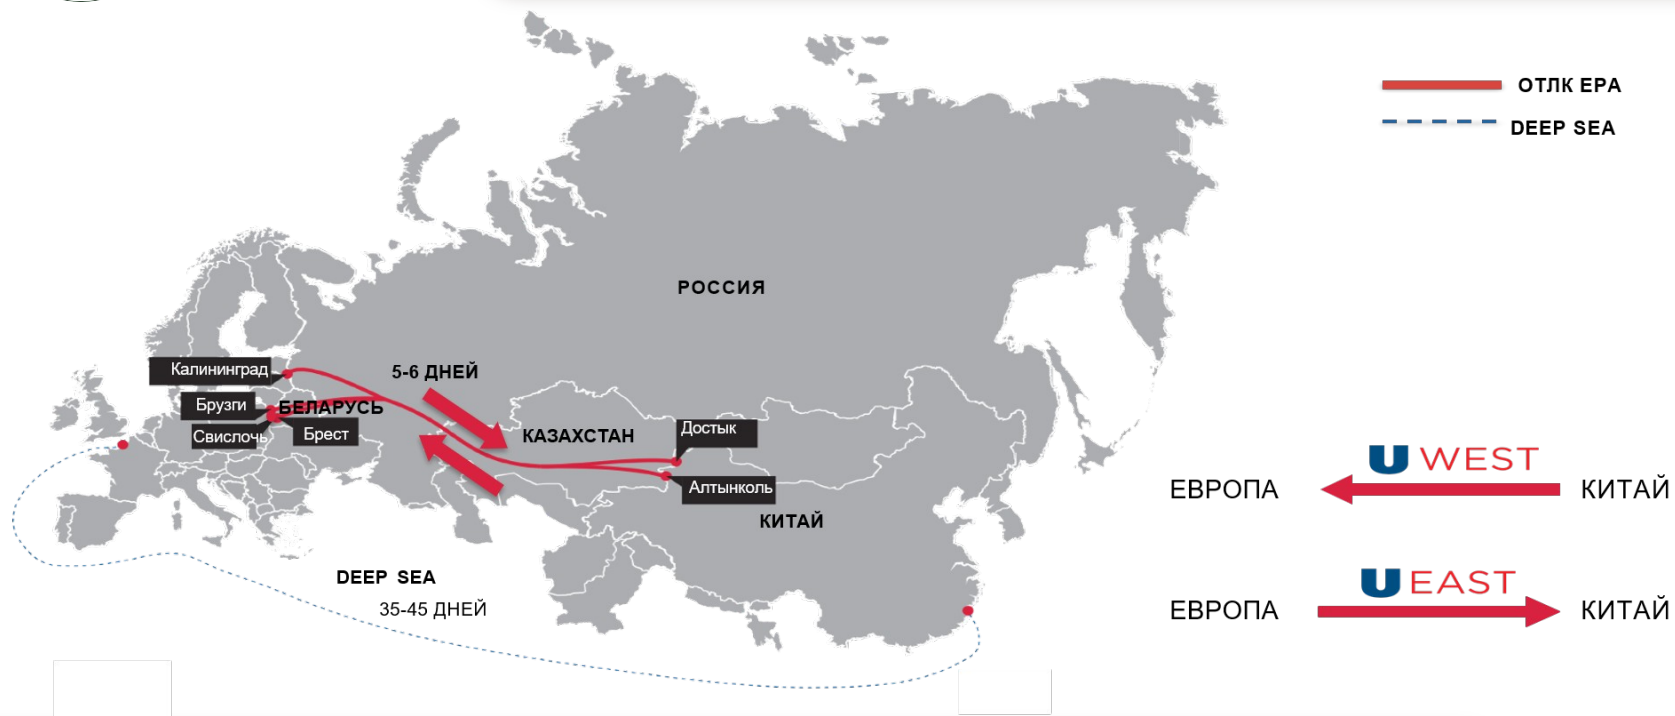 ОТЛК ЕРА
DEEP SEA
РОССИЯ
Калининград
5-6 ДНЕЙ
Брузги
БЕЛАРУСЬ
Свислочь
Брест
КАЗАХСТАН
Достык
Алтынколь
КИТАЙ
DEEP SEA
35-45 ДНЕЙ
U WEST
ЕВРОПА
КИТАЙ
U EAST
ЕВРОПА
КИТАЙ